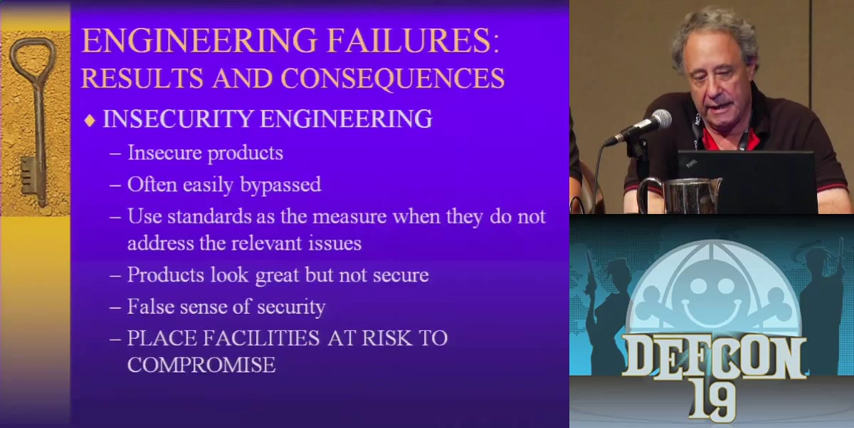 ENGINEERING FAILURES:
RESULTS AND CONSEQUENCES
♦ INSECURITY ENGINEERING
– Insecure products
– Often easily bypassed
– Use standards as the measure when they do not
address the relevant issues
– Products look great but not secure
– False sense of security
– PLACE FACILITIES AT RISK TO
COMPROMISE
DEFCON
19